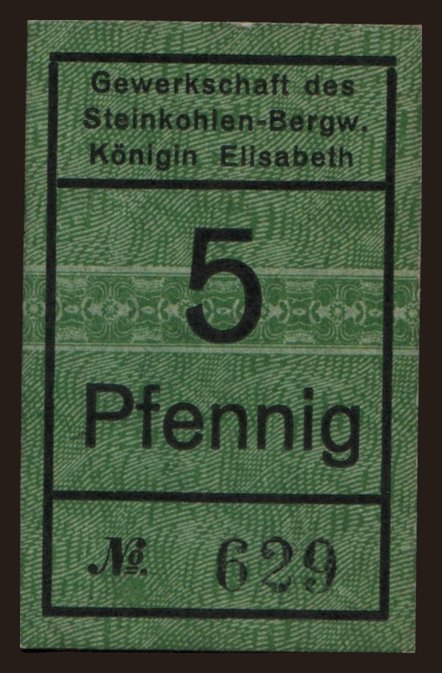 Gewerkschaft des
Steinkohlen-Bergw.
Königin Elisabeth
5
Pfennig
No. 629